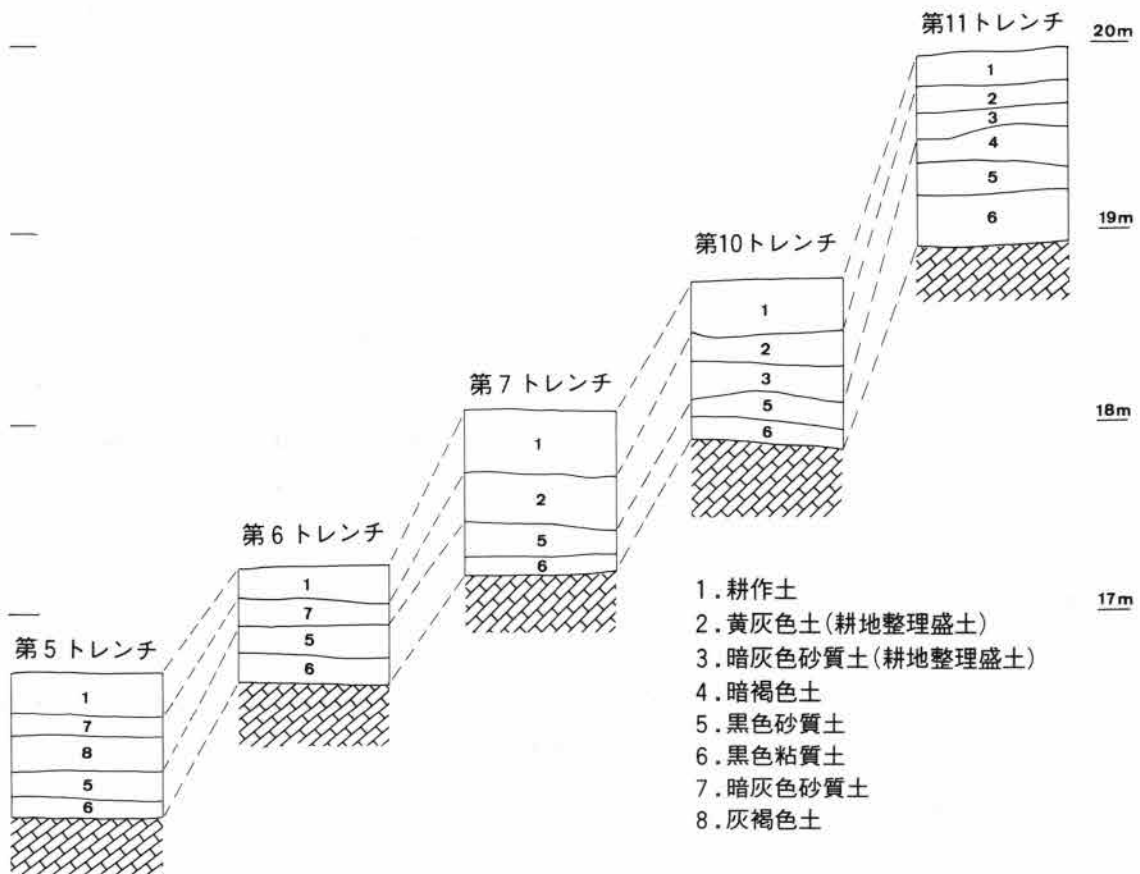 第11トレンチ
20m
1
2
3
4
5
6
19m
第10トレンチ
1
2
3
5
6
18m
第7トレンチ
1
2
5
6
第6トレンチ
1
7
5
6
17m
第5トレンチ
1
7
8
5
6
1.耕作土
2.黄灰色土(耕地整理盛土)
3.暗灰色砂質土(耕地整理盛土)
4.暗褐色土
5.黒色砂質土
6.黒色粘質土
7.暗灰色砂質土
8.灰褐色土